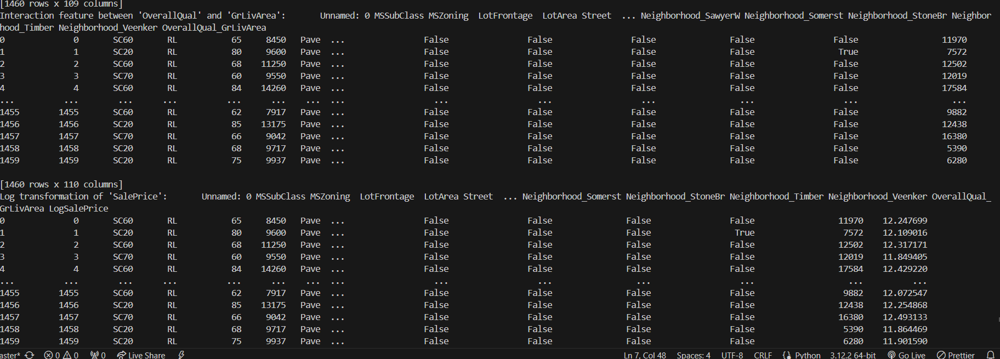 [1460 rows x 109 columns]
Interaction feature between 'OverallQual' and 'GrLivArea':       Unnamed: 0 MSSubClass MSZoning  LotFrontage  LotArea Street  ... Neighborhood_SawyerW Neighborhood_Somerst Neighborhood_StoneBr Neighbor
hood_Timber Neighborhood_Veenker OverallQual_GrLivArea
0 0 SC60 RL 65 8450 Pave ... False False False False False 11970
1 1 SC20 RL 80 9600 Pave ... False False False False True 7572
2 2 SC60 RL 68 11250 Pave ... False False False False False 12502
3 3 SC70 RL 60 9550 Pave ... False False False False False 12019
4 4 SC60 RL 84 14260 Pave ... False False False False False 17584
... ... ... ... ... ... ... ... ... ... ... ... ... ...
1455 1455 SC60 RL 62 7917 Pave ... False False False False False 9882
1456 1456 SC20 RL 85 13175 Pave ... False False False False False 12438
1457 1457 SC70 RL 66 9042 Pave ... False False False False False 16380
1458 1458 SC20 RL 68 9717 Pave ... False False False False False 5390
1459 1459 SC20 RL 75 9937 Pave ... False False False False False 6280
[1460 rows x 110 columns]
Log transformation of 'SalePrice':       Unnamed: 0 MSSubClass MSZoning  LotFrontage  LotArea Street  ... Neighborhood_Somerst Neighborhood_StoneBr Neighborhood_Timber Neighborhood_Veenker OverallQual_
GrLivArea LogSalePrice
0 0 SC60 RL 65 8450 Pave ... False False False False 11970 12.247699
1 1 SC20 RL 80 9600 Pave ... False False False True 7572 12.109016
2 2 SC60 RL 68 11250 Pave ... False False False False 12502 12.317171
3 3 SC70 RL 60 9550 Pave ... False False False False 12019 11.849405
4 4 SC60 RL 84 14260 Pave ... False False False False 17584 12.429220
... ... ... ... ... ... ... ... ... ... ... ... ... ...
1455 1455 SC60 RL 62 7917 Pave ... False False False False 9882 12.072547
1456 1456 SC20 RL 85 13175 Pave ... False False False False 12438 12.254868
1457 1457 SC70 RL 66 9042 Pave ... False False False False 16380 12.493133
1458 1458 SC20 RL 68 9717 Pave ... False False False False 5390 11.864469
1459 1459 SC20 RL 75 9937 Pave ... False False False False 6280 11.901590
aster* 0 0 0 Live Share Ln 7, Col 48 Spaces: 4 UTF-8 CRLF Python 3.12.2 64-bit Go Live Prettier